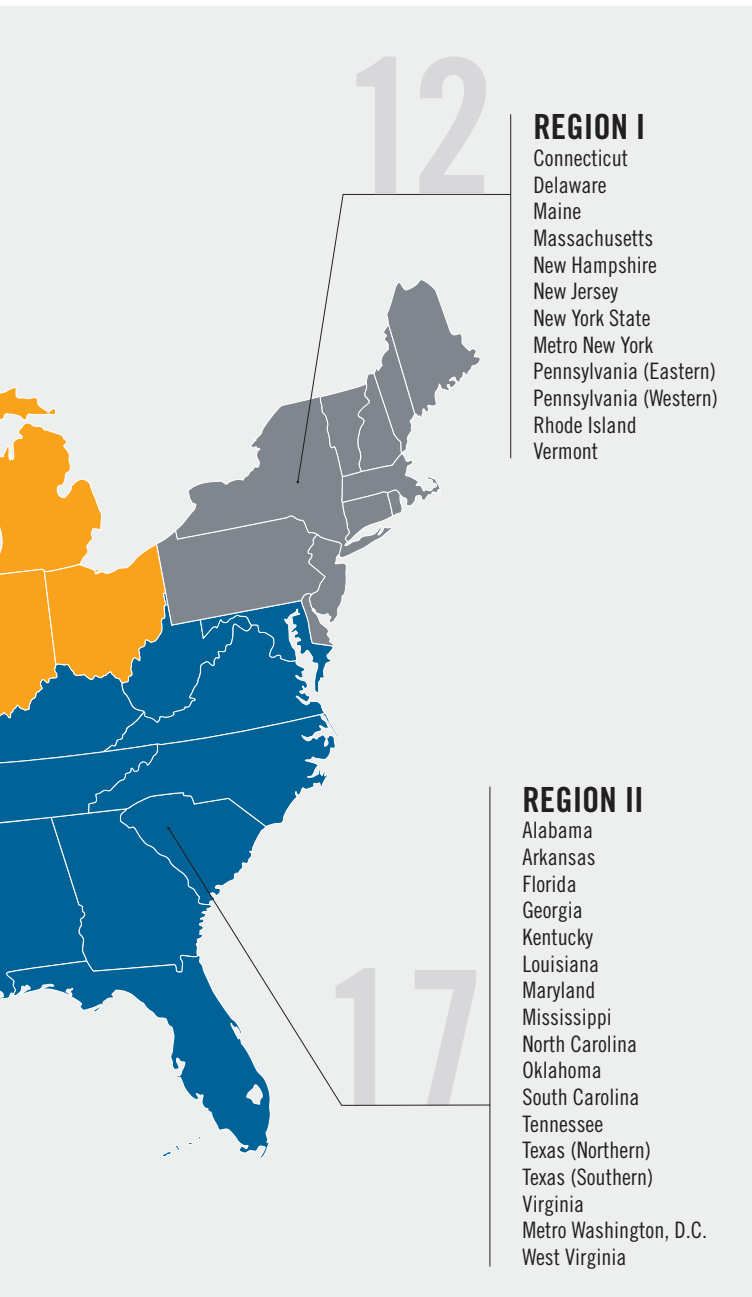 12
REGION I
Connecticut
Delaware
Maine
Massachusetts
New Hampshire
New Jersey
New York State
Metro New York
Pennsylvania (Eastern)
Pennsylvania (Western)
Rhode Island
Vermont
17
REGION II
Alabama
Arkansas
Florida
Georgia
Kentucky
Louisiana
Maryland
Mississippi
North Carolina
Oklahoma
South Carolina
Tennessee
Texas (Northern)
Texas (Southern)
Virginia
Metro Washington, D.C.
West Virginia